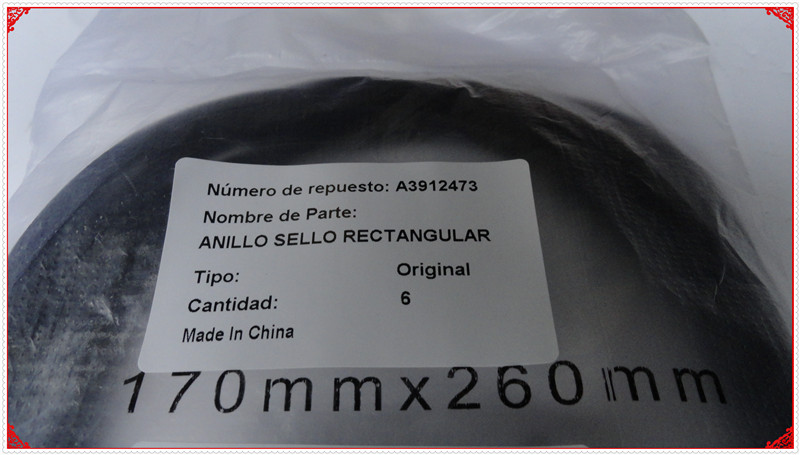 Número de repuesto: A3912473
Nombre de Parte:
ANILLO SELLO RECTANGULAR
Tipo: Original
Cantidad: 6
Made In China
170mmx260mm